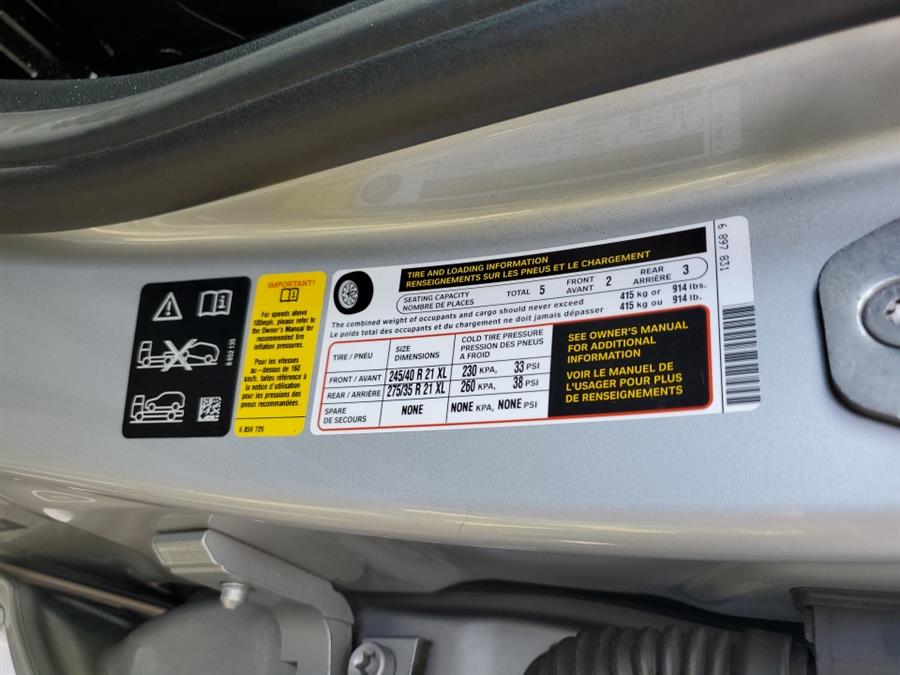 8 602 135
IMPORTANT!
For speeds above
100mph, please refer to
the Owner's Manual for
recommended tire
inflation pressures.
Pour les vitesses
au- dessus de 160
km/h, faites référence à
la notice d'utilisation
pour les pressions des
pneus recommandées.
6 856 729
TIRE AND LOADING INFORMATION
RENSEIGNEMENTS SUR LES PNEUS ET LE CHARGEMENT
SEATING CAPACITY
NOMBRE DE PLACES
TOTAL 5
FRONT
AVANT 2
REAR
ARRIÈRE 3
The combined weight of occupants and cargo should never exceed 415 kg or 914 lbs.
Le poids total des occupants et du chargement ne doit jamais dépasser 415 kg ou 914 lb.
TIRE / PNEU
SIZE
DIMENSIONS
COLD TIRE PRESSURE
PRESSION DES PNEUS
A FROID
FRONT / AVANT 245/40 R 21 XL 230 KPA, 33 PSI
REAR / ARRIÈRE 275/35 R 21 XL 260 KPA, 38 PSI
SPARE
DE SECOURS
NONE NONE KPA, NONE PSI
SEE OWNER'S MANUAL
FOR ADDITIONAL
INFORMATION
VOIR LE MANUEL DE
L'USAGER POUR PLUS
DE RENSEIGNEMENTS
6 897 831